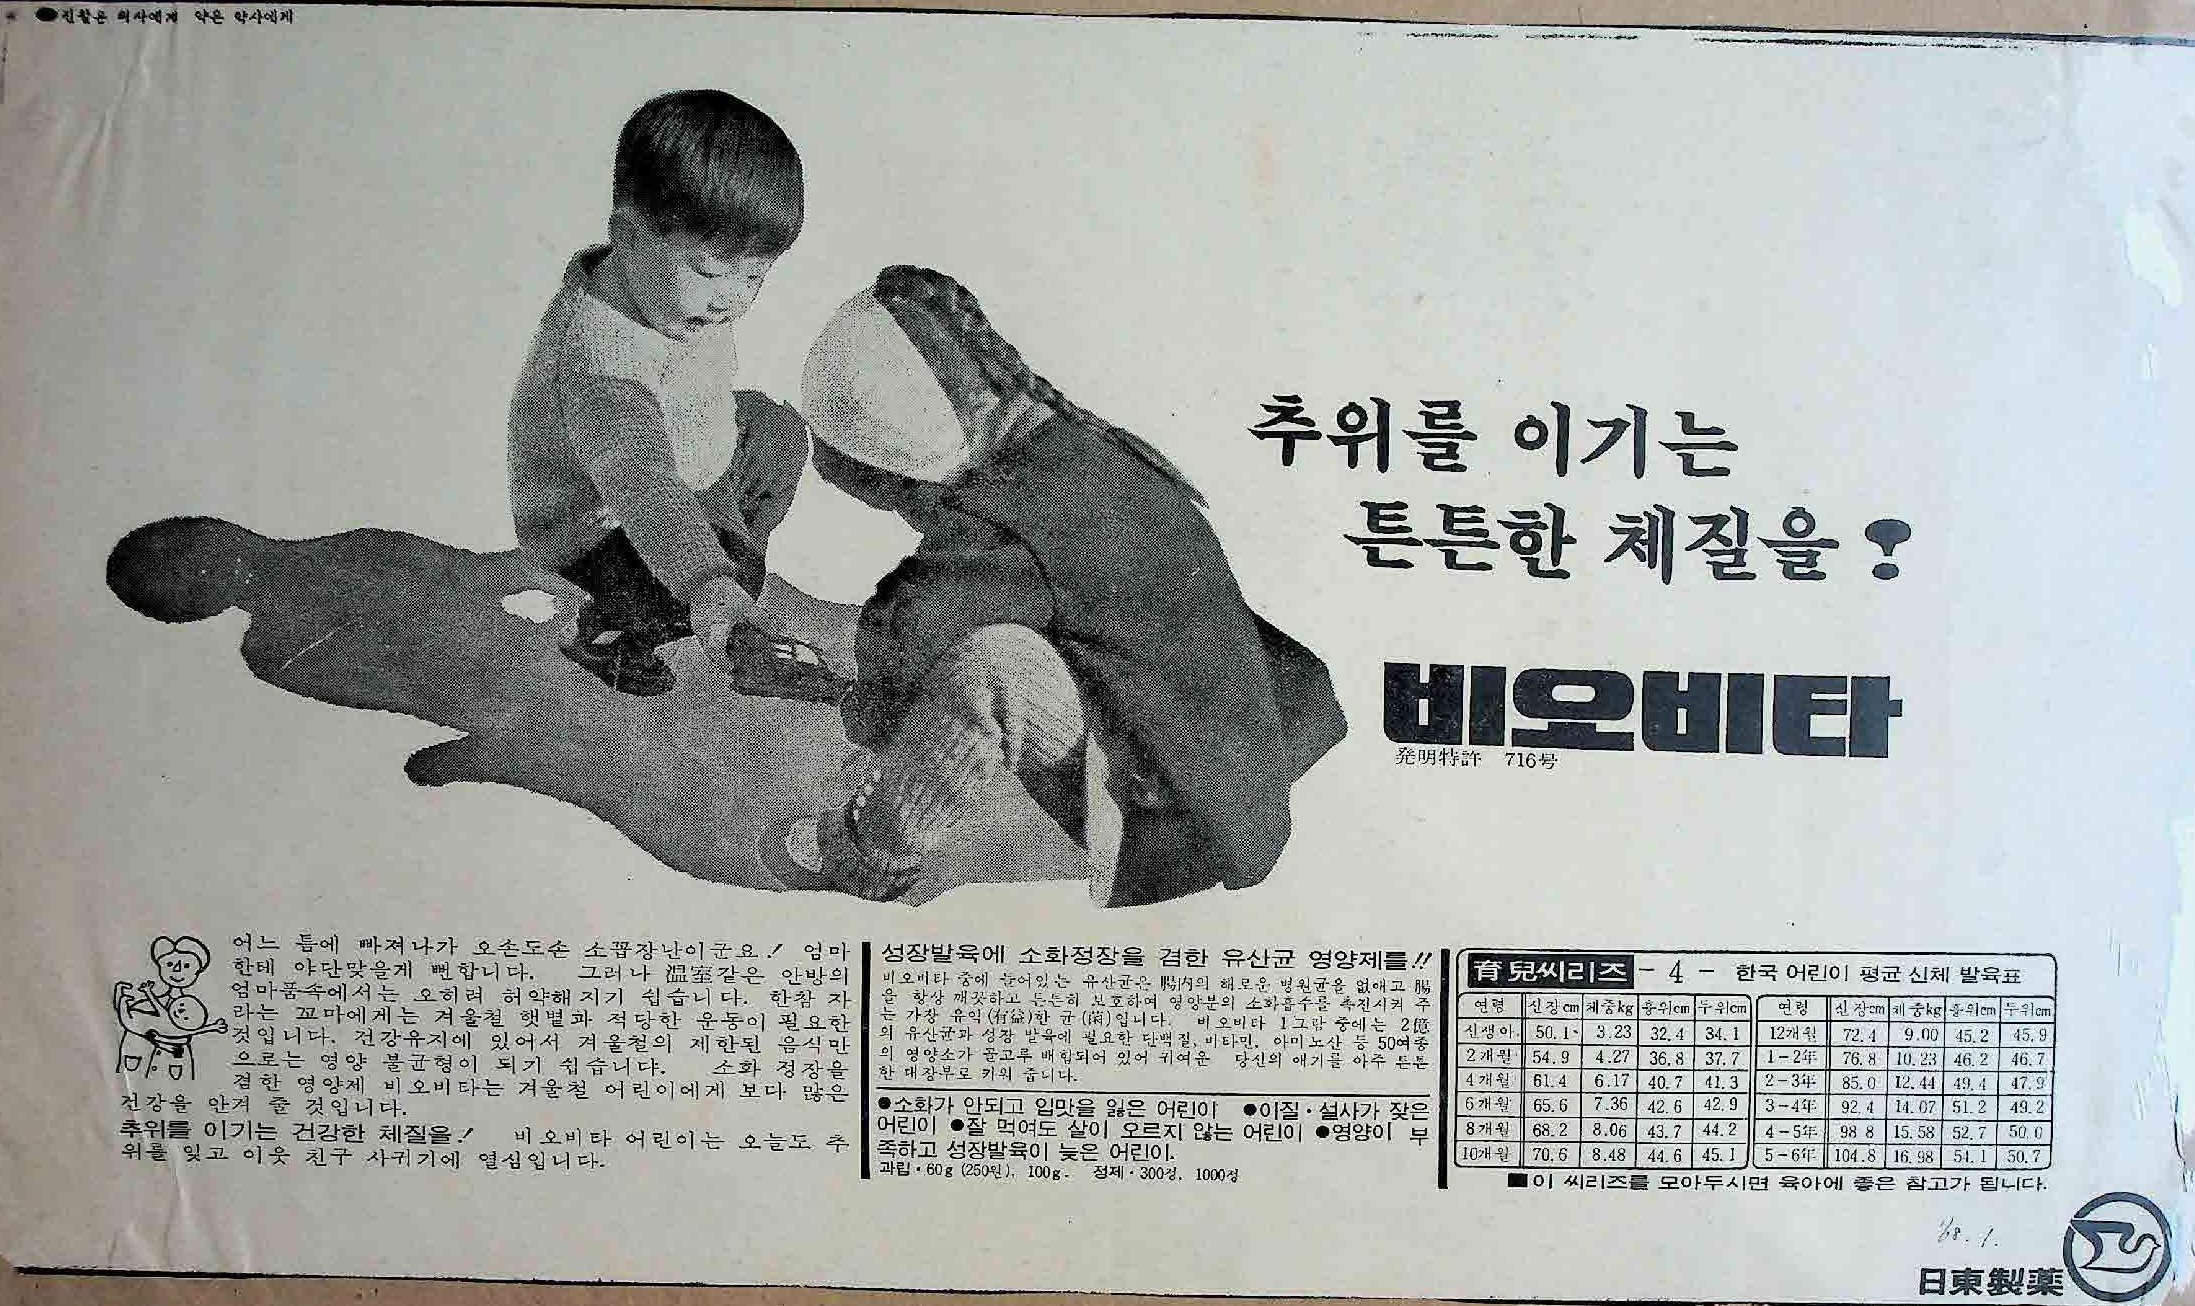 ●진찰은 의사에게 약은 약사에게
추위를 이기는
튼튼한 체질을!
비오비타
発明特許 716号
어느 틈에 빠져나가 오손도손 소꿉장난이군요! 엄마
한테 야단맞을게 뻔합니다. 그러나 温室같은 안방의
엄마품속에서는 오히려 허약해지기 쉽습니다. 한참 자
라는 꼬마에게는 겨울철 햇볕과 적당한 운동이 필요한
것입니다. 건강유지에 있어서 겨울철의 제한된 음식만
으로는 영양 불균형이 되기 쉽습니다. 소화 정장을
겸한 영양제 비오비타는 겨울철 어린이에게 보다 많은
건강을 안겨 줄 것입니다.
추위를 이기는 건강한 체질을! 비오비타 어린이는 오늘도 추
위를 잊고 이웃 친구 사귀기에 열심입니다.
성장발육에 소화정장을 겸한 유산균 영양제를!!
비오비타 중에 들어있는 유산균은 腸内의 해로운 병원균을 없애고 腸
을 항상 깨끗하고 튼튼히 보호하여 영양분의 소화흡수를 촉진시켜 주
는 가장 유익(有益)한 균(菌)입니다. 비오비타 1그람 중에는 2億
의 유산균과 성장 발육에 필요한 단백질, 비타민, 아미노산 등 50여종
의 영양소가 골고루 배합되어 있어 귀여운 당신의 애기를 아주 튼튼
한 대장부로 키워 줍니다.
●소화가 안되고 입맛을 잃은 어린이 ●이질·설사가 잦은
어린이 ●잘 먹여도 살이 오르지 않는 어린이 ●영양이 부
족하고 성장발육이 늦은 어린이.
과립·60g (250원), 100g. 정제·300정, 1000정
育兒씨리즈 - 4 - 한국 어린이 평균 신체 발육표
연령 신장cm 체중kg 흉위cm 두위cm 연령 신장cm 체중kg 흉위cm 두위cm
신생아 50.1 3.23 32.4 34.1 12개월 72.4 9.00 45.2 45.9
2개월 54.9 4.27 36.8 37.7 1-2年 76.8 10.23 46.2 46.7
4개월 61.4 6.17 40.7 41.3 2-3年 85.0 12.44 49.4 47.9
6개월 65.6 7.36 42.6 42.9 3-4年 92.4 14.07 51.2 49.2
8개월 68.2 8.06 43.7 44.2 4-5年 98.8 15.58 52.7 50.0
10개월 70.6 8.48 44.6 45.1 5-6年 104.8 16.98 54.1 50.7
■이 씨리즈를 모아두시면 육아에 좋은 참고가 됩니다.
68. 1.
日東製薬